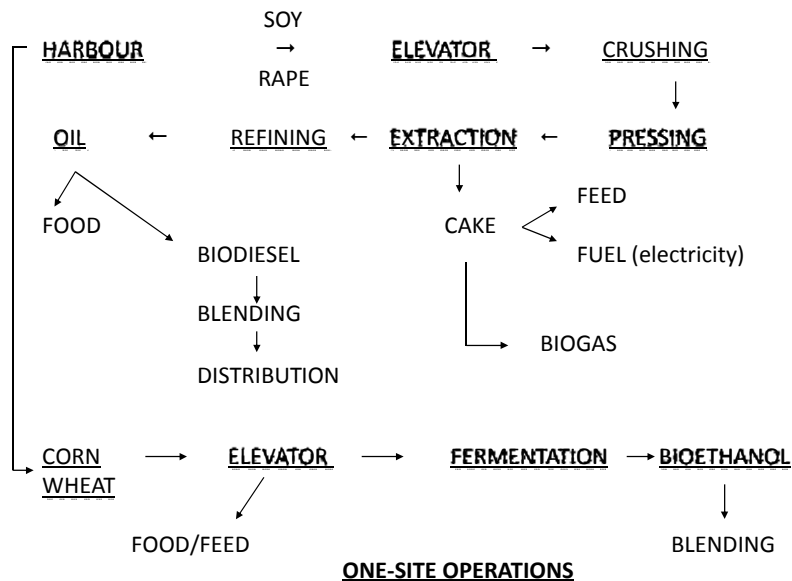 SOY
HARBOUR → ELEVATOR → CRUSHING
RAPE
OIL ← REFINING ← EXTRACTION ← PRESSING
FEED
FOOD CAKE
BIODIESEL FUEL (electricity)
BLENDING
BIOGAS
DISTRIBUTION
CORN ELEVATOR FERMENTATION BIOETHANOL
WHEAT
FOOD/FEED BLENDING
ONE-SITE OPERATIONS